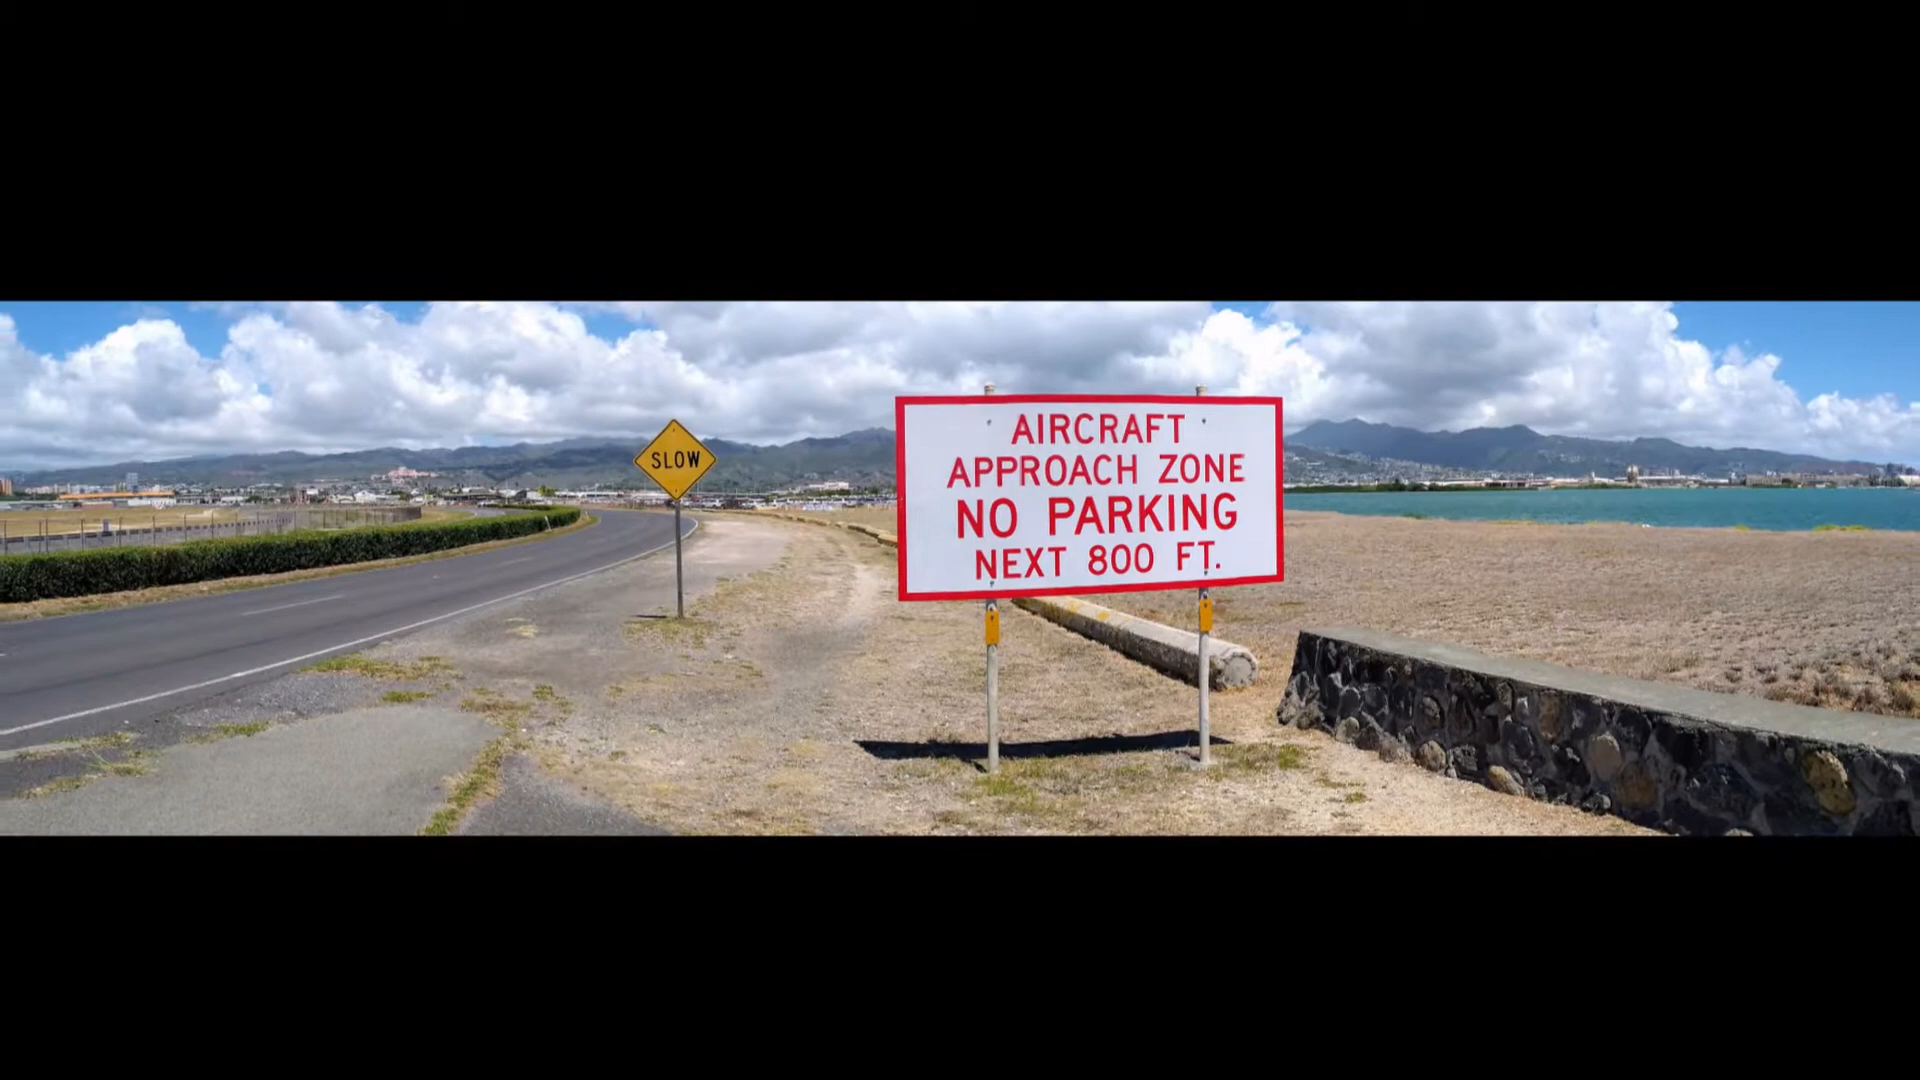 SLOW
AIRCRAFT
APPROACH ZONE
NO PARKING
NEXT 800 FT.